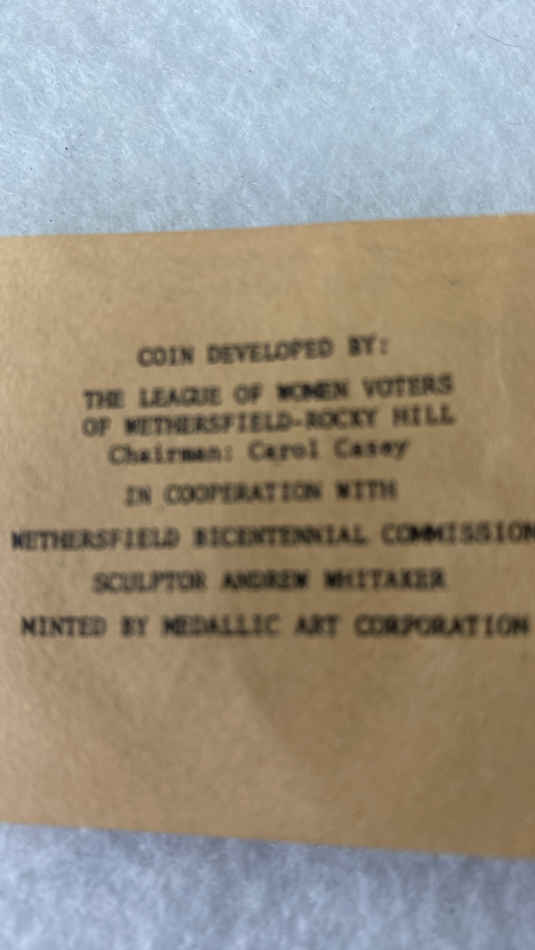 COIN DEVELOPED BY:
THE LEAGUE OF WOMEN VOTERS
OF WETHERSFIELD-ROCKY HILL
Chairman: Carol Casey
IN COOPERATION WITH
WETHERSFIELD BICENTENNIAL COMMISSION
SCULPTOR ANDREW WHITAKER
MINTED BY MEDALLIC ART CORPORATION